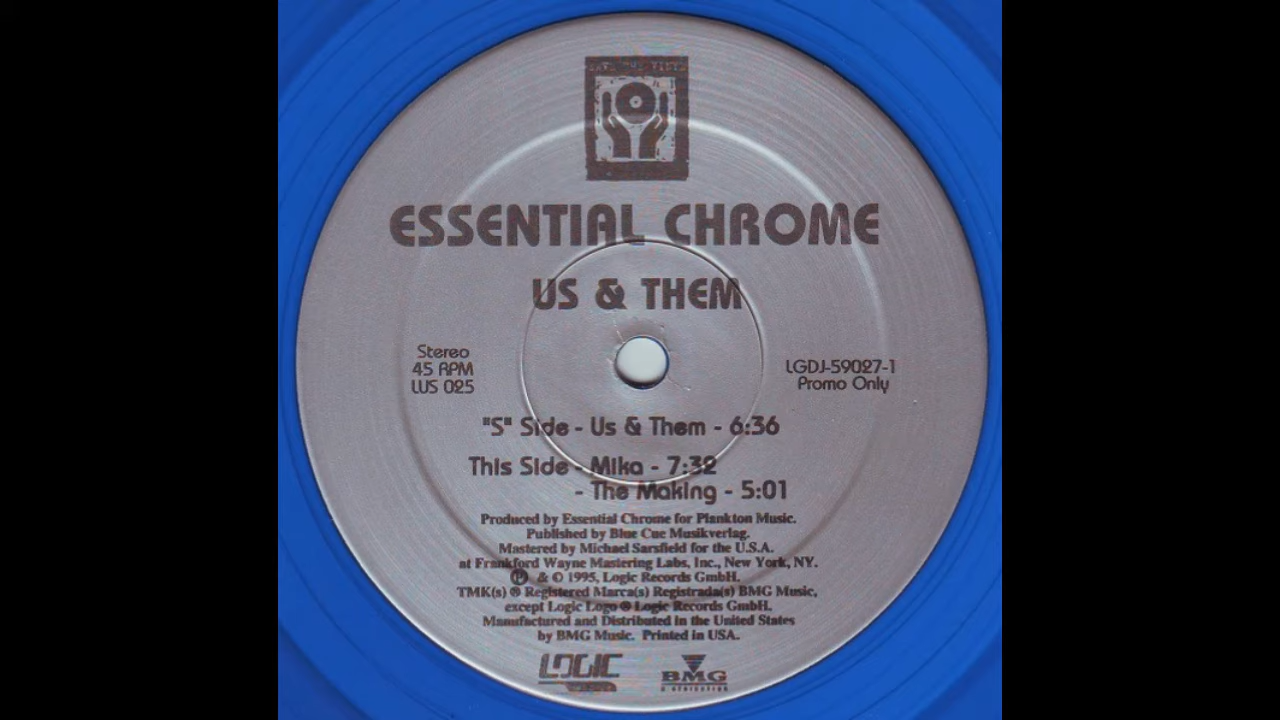 ESSENTIAL CHROME
US & THEM
Stereo
45 RPM
LUS 025
LGDJ-59027-1
Promo Only
"S" Side - Us & Them - 6:36
This Side - Mika - 7:32
- The Making - 5:01
Produced by Essential Chrome for Plankton Music.
Published by Blue Cue Musikverlag.
Mastered by Michael Sarsfield for the U.S.A.
at Frankford Wayne Mastering Labs, Inc., New York, NY.
℗ & © 1995, Logic Records GmbH.
TMK(s) ® Registered Marca(s) Registrada(s) BMG Music,
except Logic Logo ® Logic Records GmbH.
Manufactured and Distributed in the United States
by BMG Music. Printed in USA.
LOGIC
BMG